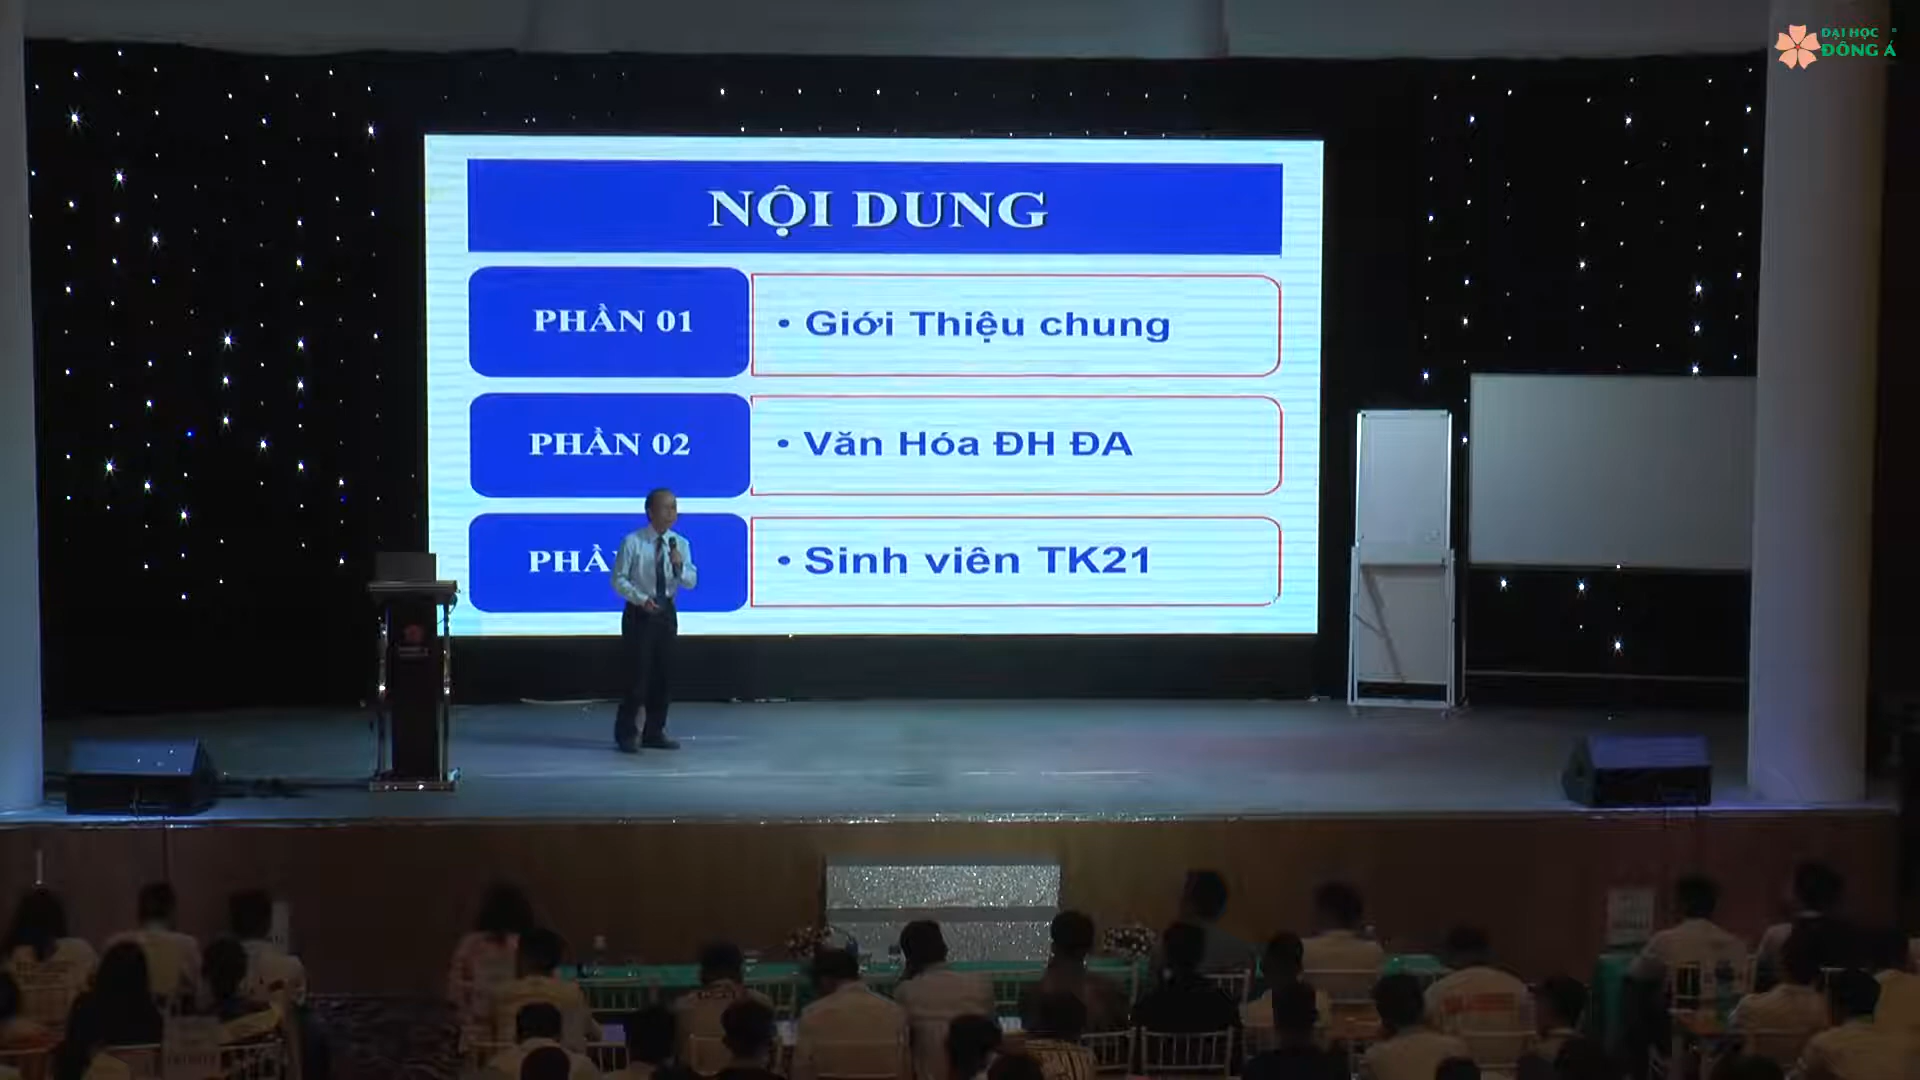 ĐẠI HỌC
ĐÔNG Á
NỘI DUNG
PHẦN 01
• Giới Thiệu chung
PHẦN 02
• Văn Hóa ĐH ĐA
PHẦ
• Sinh viên TK21